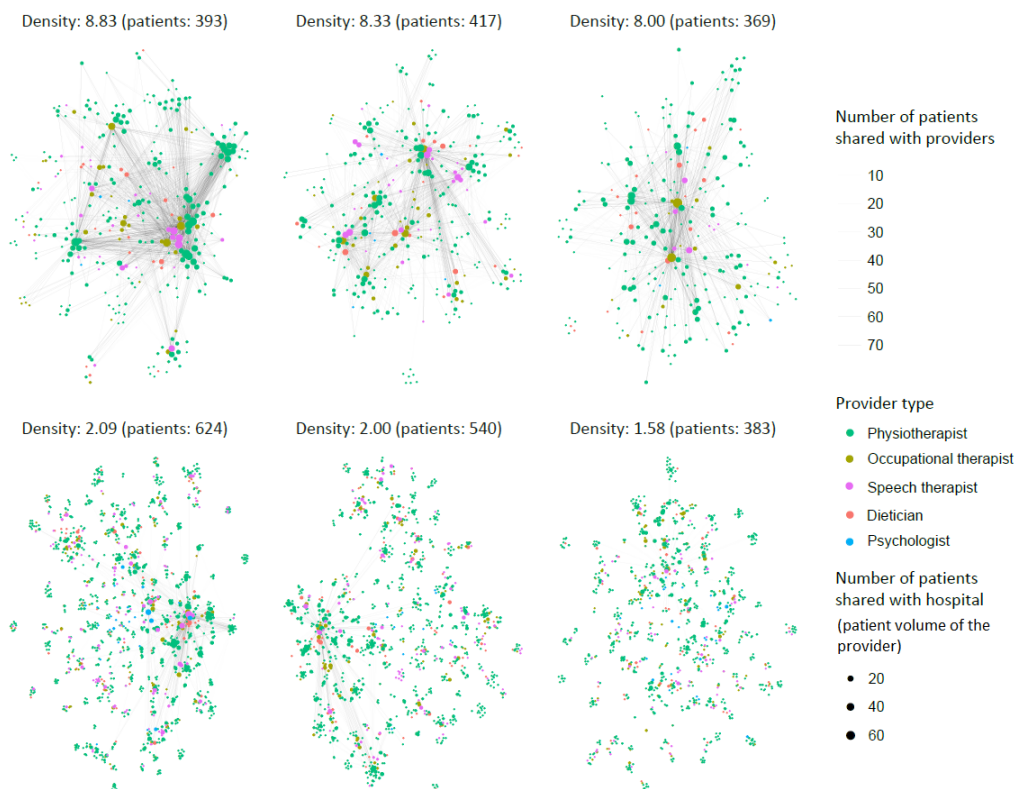 Density: 8.83 (patients: 393)
Density: 8.33 (patients: 417)
Density: 8.00 (patients: 369)
Number of patients
shared with providers
10
20
30
40
50
60
70
Density: 2.09 (patients: 624)
Density: 2.00 (patients: 540)
Density: 1.58 (patients: 383)
Provider type
Physiotherapist
Occupational therapist
Speech therapist
Dietician
Psychologist
Number of patients
shared with hospital
(patient volume of the
provider)
20
40
60